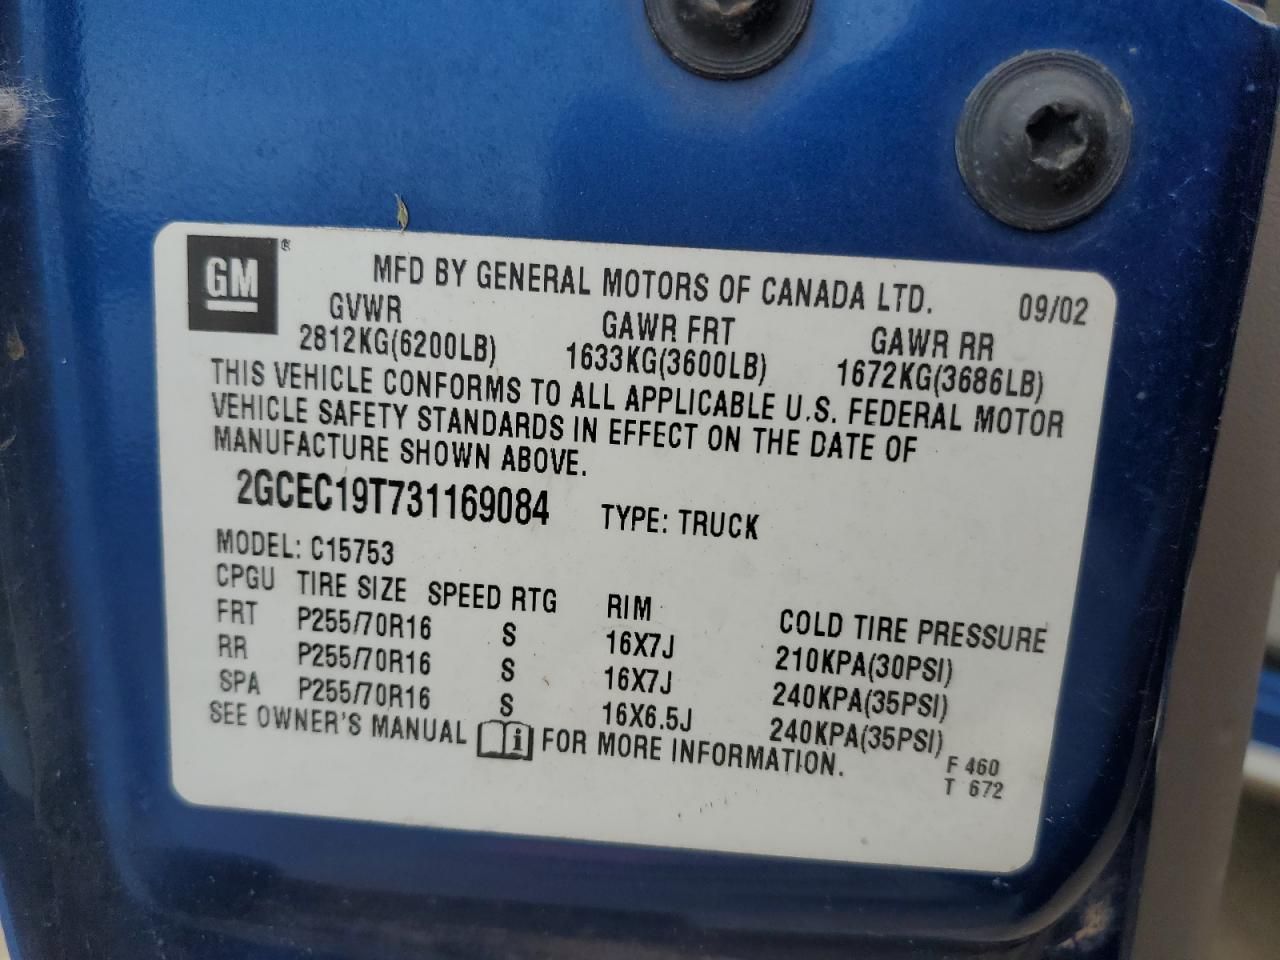 GM ®
MFD BY GENERAL MOTORS OF CANADA LTD. 09/02
GVWR GAWR FRT GAWR RR
2812KG(6200LB) 1633KG(3600LB) 1672KG(3686LB)
THIS VEHICLE CONFORMS TO ALL APPLICABLE U.S. FEDERAL MOTOR
VEHICLE SAFETY STANDARDS IN EFFECT ON THE DATE OF
MANUFACTURE SHOWN ABOVE.
2GCEC19T731169084 TYPE: TRUCK
MODEL: C15753
CPGU TIRE SIZE SPEED RTG RIM COLD TIRE PRESSURE
FRT P255/70R16 S 16X7J 210KPA(30PSI)
RR P255/70R16 S 16X7J 240KPA(35PSI)
SPA P255/70R16 S 16X6.5J 240KPA(35PSI)
SEE OWNER'S MANUAL i FOR MORE INFORMATION.
F 460
T 672